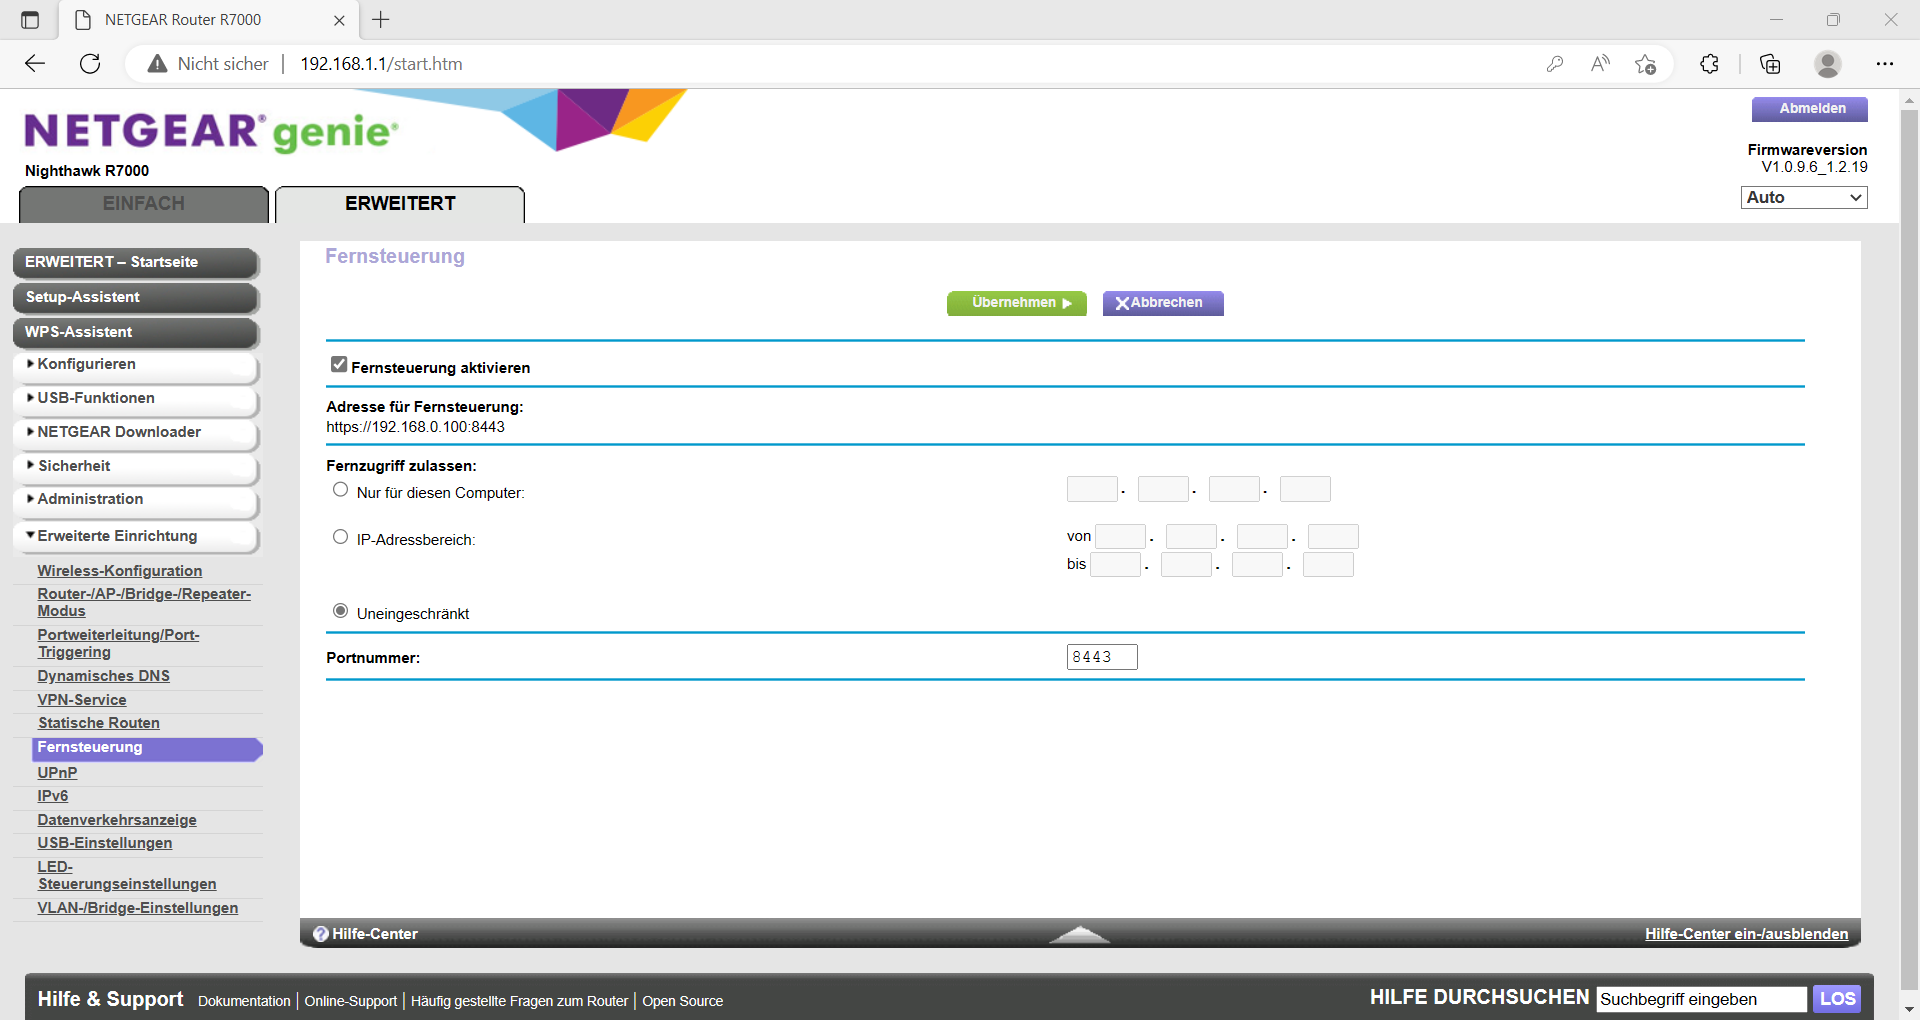 NETGEAR Router R7000
Nicht sicher
192.168.1.1/start.htm
NETGEAR® genie®
Nighthawk R7000
Abmelden
Firmwareversion
V1.0.9.6_1.2.19
Auto
EINFACH
ERWEITERT
ERWEITERT – Startseite
Setup-Assistent
WPS-Assistent
Konfigurieren
USB-Funktionen
NETGEAR Downloader
Sicherheit
Administration
Erweiterte Einrichtung
Wireless-Konfiguration
Router-/AP-/Bridge-/Repeater-
Modus
Portweiterleitung/Port-
Triggering
Dynamisches DNS
VPN-Service
Statische Routen
Fernsteuerung
UPnP
IPv6
Datenverkehrsanzeige
USB-Einstellungen
LED-
Steuerungseinstellungen
VLAN-/Bridge-Einstellungen
Fernsteuerung
Übernehmen
Abbrechen
Fernsteuerung aktivieren
Adresse für Fernsteuerung:
https://192.168.0.100:8443
Fernzugriff zulassen:
Nur für diesen Computer: . . .
IP-Adressbereich: von . . .
bis . . .
Uneingeschränkt
Portnummer: 8443
? Hilfe-Center
Hilfe-Center ein-/ausblenden
Hilfe & Support Dokumentation | Online-Support | Häufig gestellte Fragen zum Router | Open Source
HILFE DURCHSUCHEN Suchbegriff eingeben LOS